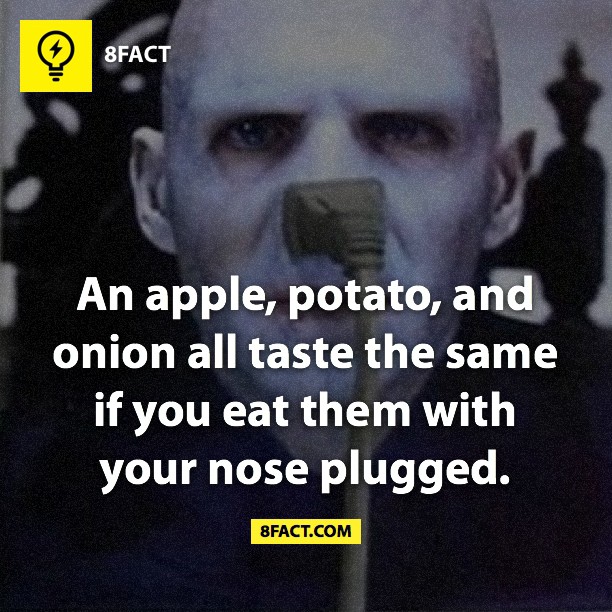 8FACT
An apple, potato, and
onion all taste the same
if you eat them with
your nose plugged.
8FACT.COM